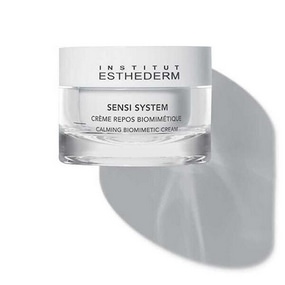 INSTITUT
ESTHEDERM
SENSI SYSTEM
CRÈME REPOS BIOMIMÉTIQUE
CALMING BIOMIMETIC CREAM